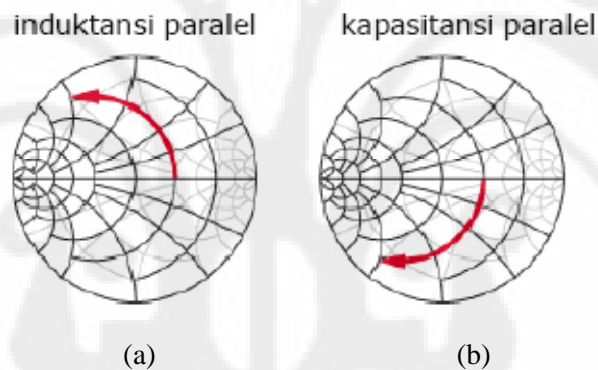 induktansi paralel
kapasitansi paralel
(a)
(b)